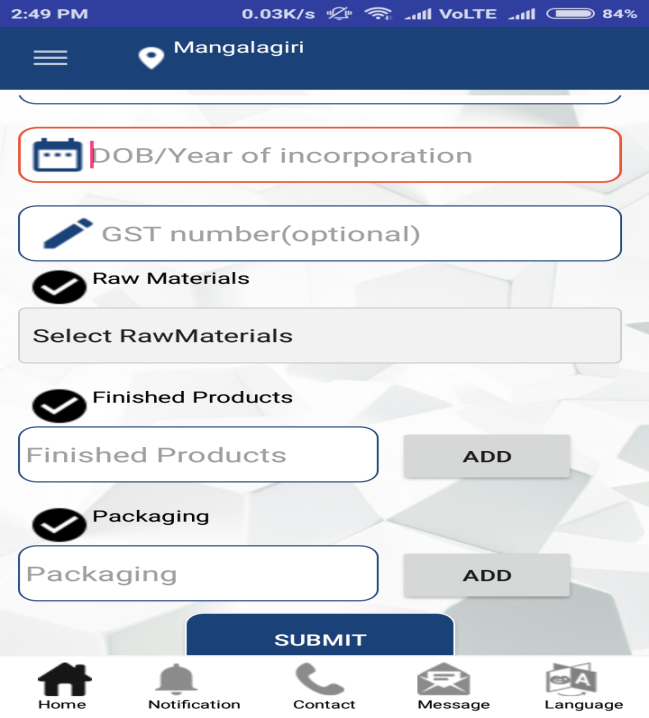 2:49 PM 0.03K/s VoLTE 84%
Mangalagiri
DOB/Year of incorporation
GST number(optional)
Raw Materials
Select RawMaterials
Finished Products
Finished Products ADD
Packaging
Packaging ADD
SUBMIT
Home Notification Contact Message Language